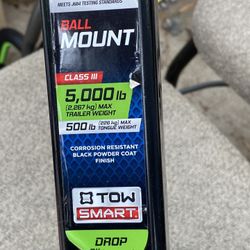 MEETS J684 TESTING STANDARDS
BALL
MOUNT
CLASS III
5,000 lb
(2,267 kg) MAX
TRAILER WEIGHT
500 lb (226 kg) MAX
TONGUE WEIGHT
CORROSION RESISTANT
BLACK POWDER COAT
FINISH
TOW
SMART
DROP